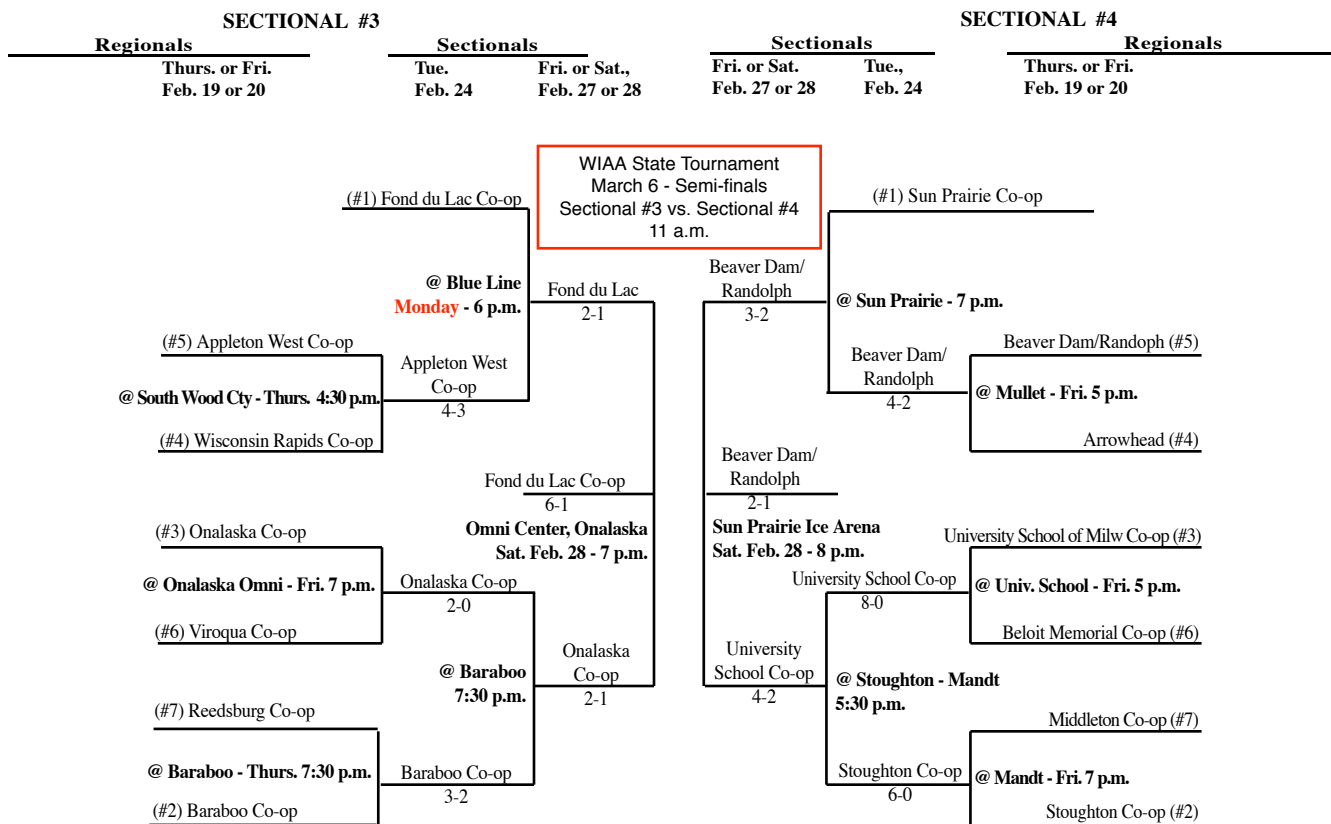 SECTIONAL #3
Regionals
Sectionals
Thurs. or Fri.
Feb. 19 or 20
Tue.
Feb. 24
Fri. or Sat.,
Feb. 27 or 28
(#1) Fond du Lac Co-op
@ Blue Line
Monday - 6 p.m.
Fond du Lac
2-1
(#5) Appleton West Co-op
@ South Wood Cty - Thurs. 4:30 p.m.
(#4) Wisconsin Rapids Co-op
Appleton West
Co-op
4-3
Fond du Lac Co-op
6-1
Omni Center, Onalaska
Sat. Feb. 28 - 7 p.m.
(#3) Onalaska Co-op
@ Onalaska Omni - Fri. 7 p.m.
(#6) Viroqua Co-op
Onalaska Co-op
2-0
@ Baraboo
7:30 p.m.
Onalaska
Co-op
2-1
(#7) Reedsburg Co-op
@ Baraboo - Thurs. 7:30 p.m.
(#2) Baraboo Co-op
Baraboo Co-op
3-2
WIAA State Tournament
March 6 - Semi-finals
Sectional #3 vs. Sectional #4
11 a.m.
SECTIONAL #4
Sectionals
Regionals
Fri. or Sat.
Feb. 27 or 28
Tue.,
Feb. 24
Thurs. or Fri.
Feb. 19 or 20
(#1) Sun Prairie Co-op
Beaver Dam/
Randolph
3-2
@ Sun Prairie - 7 p.m.
Beaver Dam/
Randolph
4-2
Beaver Dam/Randoph (#5)
@ Mullet - Fri. 5 p.m.
Arrowhead (#4)
Beaver Dam/
Randolph
2-1
Sun Prairie Ice Arena
Sat. Feb. 28 - 8 p.m.
University School of Milw Co-op (#3)
University School Co-op
8-0
@ Univ. School - Fri. 5 p.m.
Beloit Memorial Co-op (#6)
University
School Co-op
4-2
@ Stoughton - Mandt
5:30 p.m.
Middleton Co-op (#7)
Stoughton Co-op
6-0
@ Mandt - Fri. 7 p.m.
Stoughton Co-op (#2)